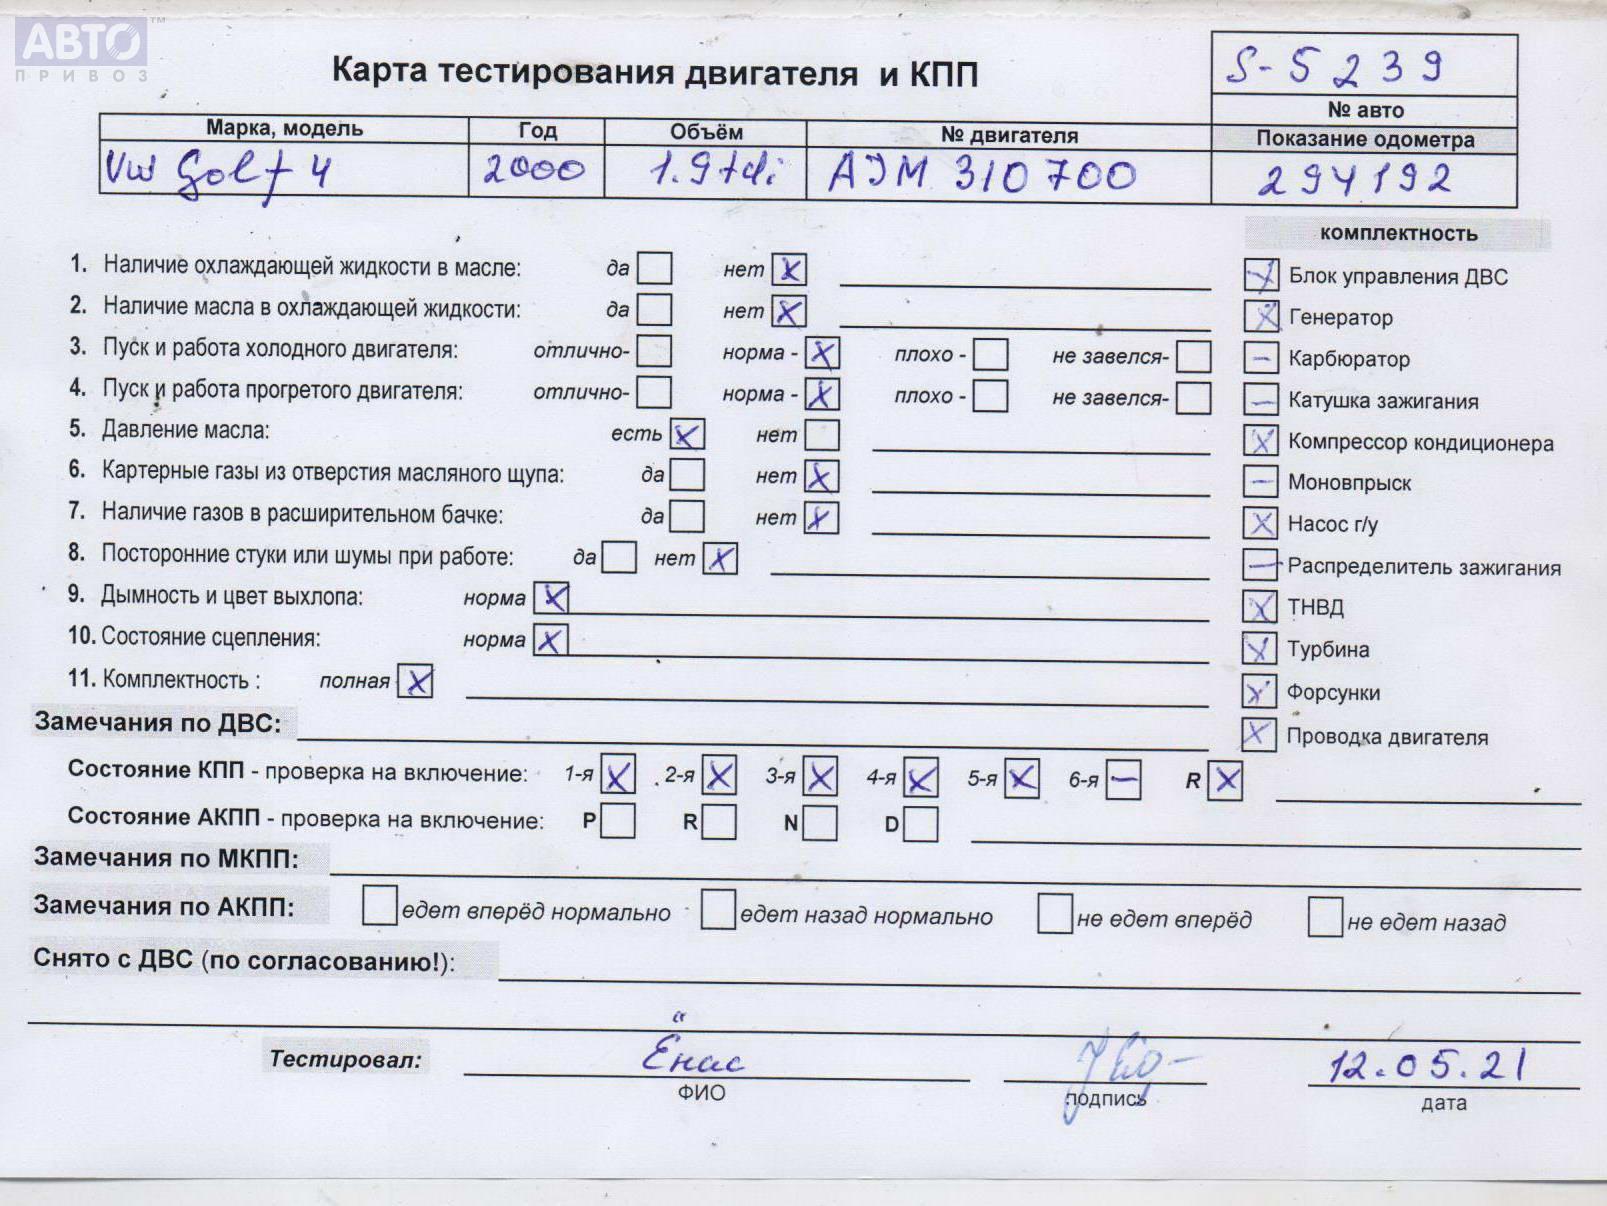 АВТО™
ПРИВОЗ
Карта тестирования двигателя и КПП
S-5239
№ авто
Марка, модель Год Объём № двигателя Показание одометра
VW Golf 4 2000 1.9 tdi AJM 310700 294192
комплектность
1. Наличие охлаждающей жидкости в масле: да нет X
Блок управления ДВС
2. Наличие масла в охлаждающей жидкости: да нет X
X Генератор
3. Пуск и работа холодного двигателя: отлично- норма - X плохо - не завелся-
– Карбюратор
4. Пуск и работа прогретого двигателя: отлично- норма - X плохо - не завелся-
– Катушка зажигания
5. Давление масла: есть X нет
X Компрессор кондиционера
6. Картерные газы из отверстия масляного щупа: да нет X
– Моновпрыск
7. Наличие газов в расширительном бачке: да нет X
X Насос г/у
8. Посторонние стуки или шумы при работе: да нет X
– Распределитель зажигания
9. Дымность и цвет выхлопа: норма X
X ТНВД
10. Состояние сцепления: норма X
X Турбина
11. Комплектность : полная X
X Форсунки
Замечания по ДВС:
X Проводка двигателя
Состояние КПП - проверка на включение: 1-я X 2-я X 3-я X 4-я X 5-я X 6-я – R X
Состояние АКПП - проверка на включение: P R N D
Замечания по МКПП:
Замечания по АКПП: едет вперёд нормально едет назад нормально не едет вперёд не едет назад
Снято с ДВС (по согласованию!):
Тестировал: Енас 12.05.21
ФИО подпись дата